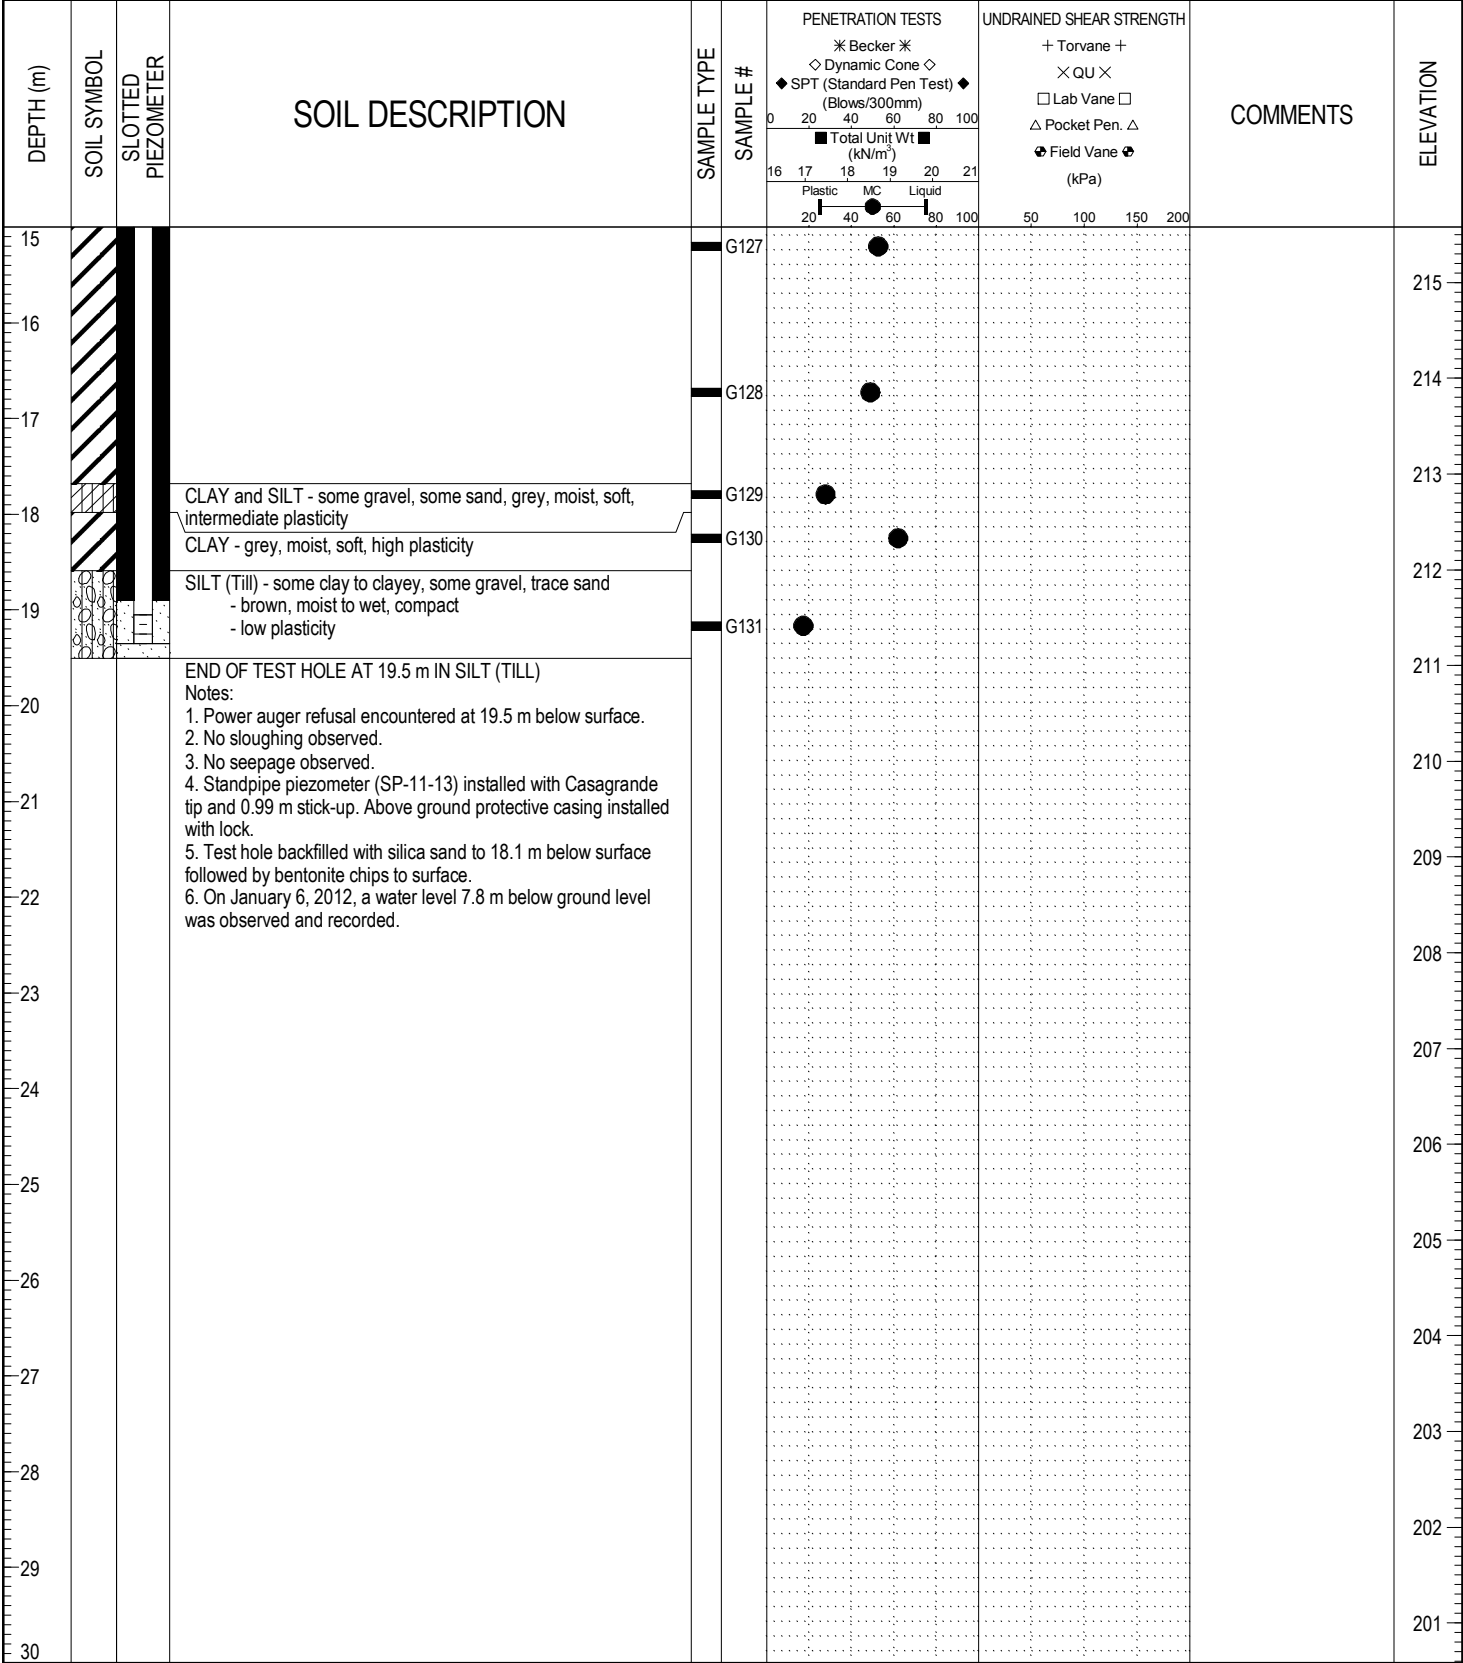 DEPTH (m)
SOIL SYMBOL
SLOTTED
PIEZOMETER
SOIL DESCRIPTION
SAMPLE TYPE
SAMPLE #
PENETRATION TESTS
✳ Becker ✳
◇ Dynamic Cone ◇
◆ SPT (Standard Pen Test) ◆
(Blows/300mm)
0 20 40 60 80 100
■ Total Unit Wt ■
(kN/m³)
16 17 18 19 20 21
Plastic MC Liquid
20 40 60 80 100
UNDRAINED SHEAR STRENGTH
+ Torvane +
× QU ×
□ Lab Vane □
△ Pocket Pen. △
Field Vane
(kPa)
50 100 150 200
COMMENTS
ELEVATION
15
G127
215
16
214
G128
17
213
CLAY and SILT - some gravel, some sand, grey, moist, soft,
G129
intermediate plasticity
18
G130
CLAY - grey, moist, soft, high plasticity
212
SILT (Till) - some clay to clayey, some gravel, trace sand
- brown, moist to wet, compact
19
- low plasticity
G131
211
END OF TEST HOLE AT 19.5 m IN SILT (TILL)
Notes:
20
1. Power auger refusal encountered at 19.5 m below surface.
2. No sloughing observed.
3. No seepage observed.
210
4. Standpipe piezometer (SP-11-13) installed with Casagrande
21
tip and 0.99 m stick-up. Above ground protective casing installed
with lock.
5. Test hole backfilled with silica sand to 18.1 m below surface
209
followed by bentonite chips to surface.
22
6. On January 6, 2012, a water level 7.8 m below ground level
was observed and recorded.
208
23
207
24
206
25
205
26
204
27
203
28
202
29
201
30